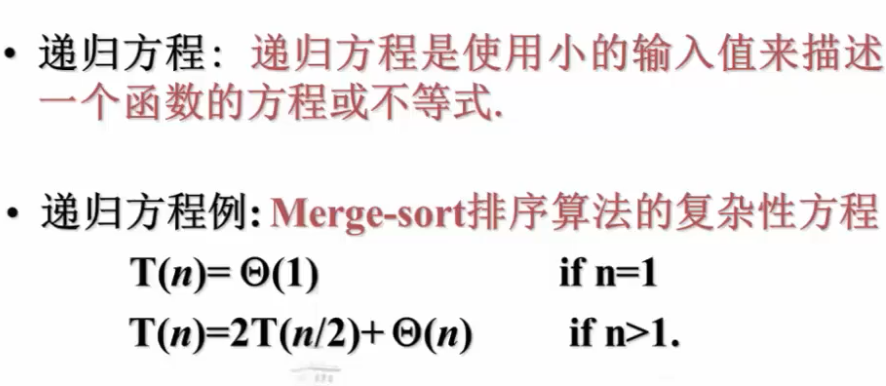 • 递归方程：递归方程是使用小的输入值来描述
一个函数的方程或不等式.
• 递归方程例: Merge-sort排序算法的复杂性方程
T(n)= Θ(1) if n=1
T(n)=2T(n/2)+ Θ(n) if n>1.